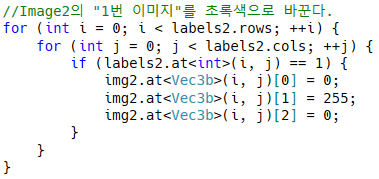 //Image2의 "1번 이미지"를 초록색으로 바꾼다.
for (int i = 0; i < labels2.rows; ++i) {
    for (int j = 0; j < labels2.cols; ++j) {
        if (labels2.at<int>(i, j) == 1) {
            img2.at<Vec3b>(i, j)[0] = 0;
            img2.at<Vec3b>(i, j)[1] = 255;
            img2.at<Vec3b>(i, j)[2] = 0;
        }
    }
}